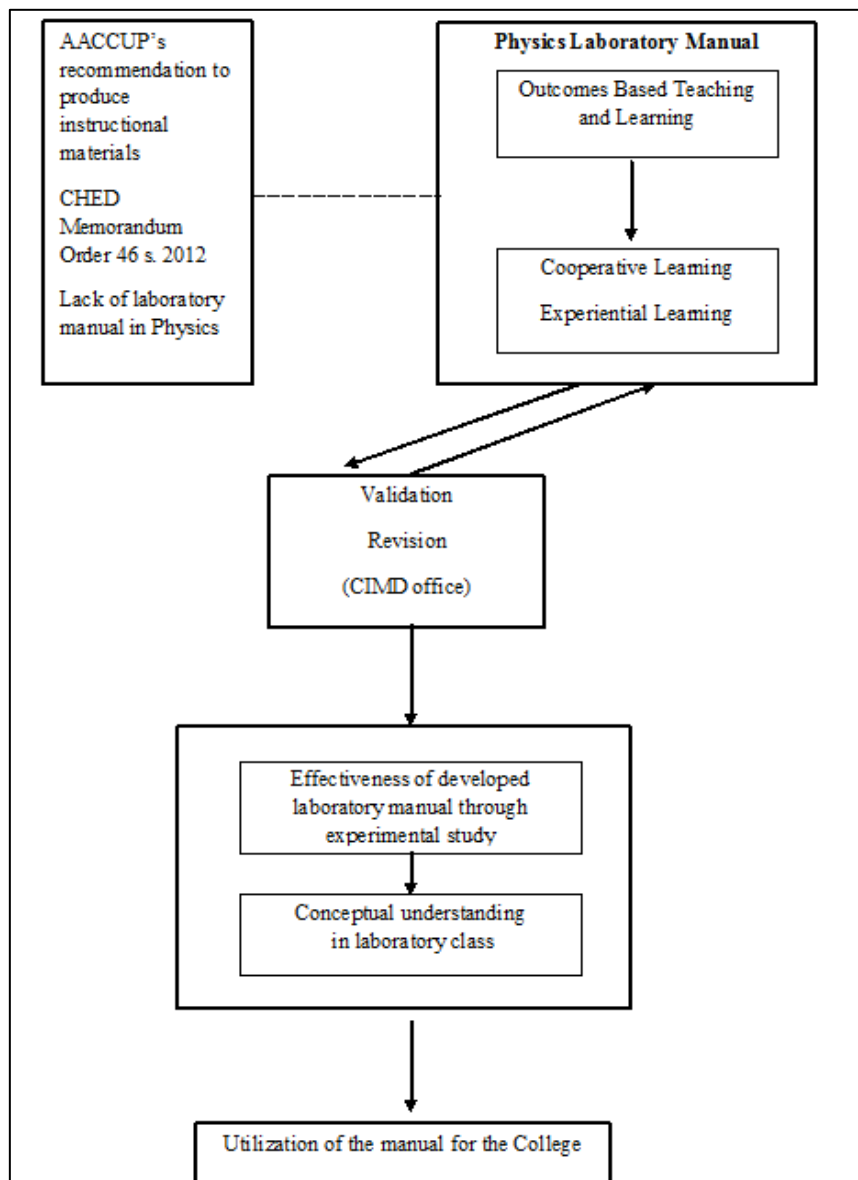 AACCUP's
recommendation to
produce
instructional
materials
CHED
Memorandum
Order 46 s. 2012
Lack of laboratory
manual in Physics
Physics Laboratory Manual
Outcomes Based Teaching
and Learning
Cooperative Learning
Experiential Learning
Validation
Revision
(CIMD office)
Effectiveness of developed
laboratory manual through
experimental study
Conceptual understanding
in laboratory class
Utilization of the manual for the College